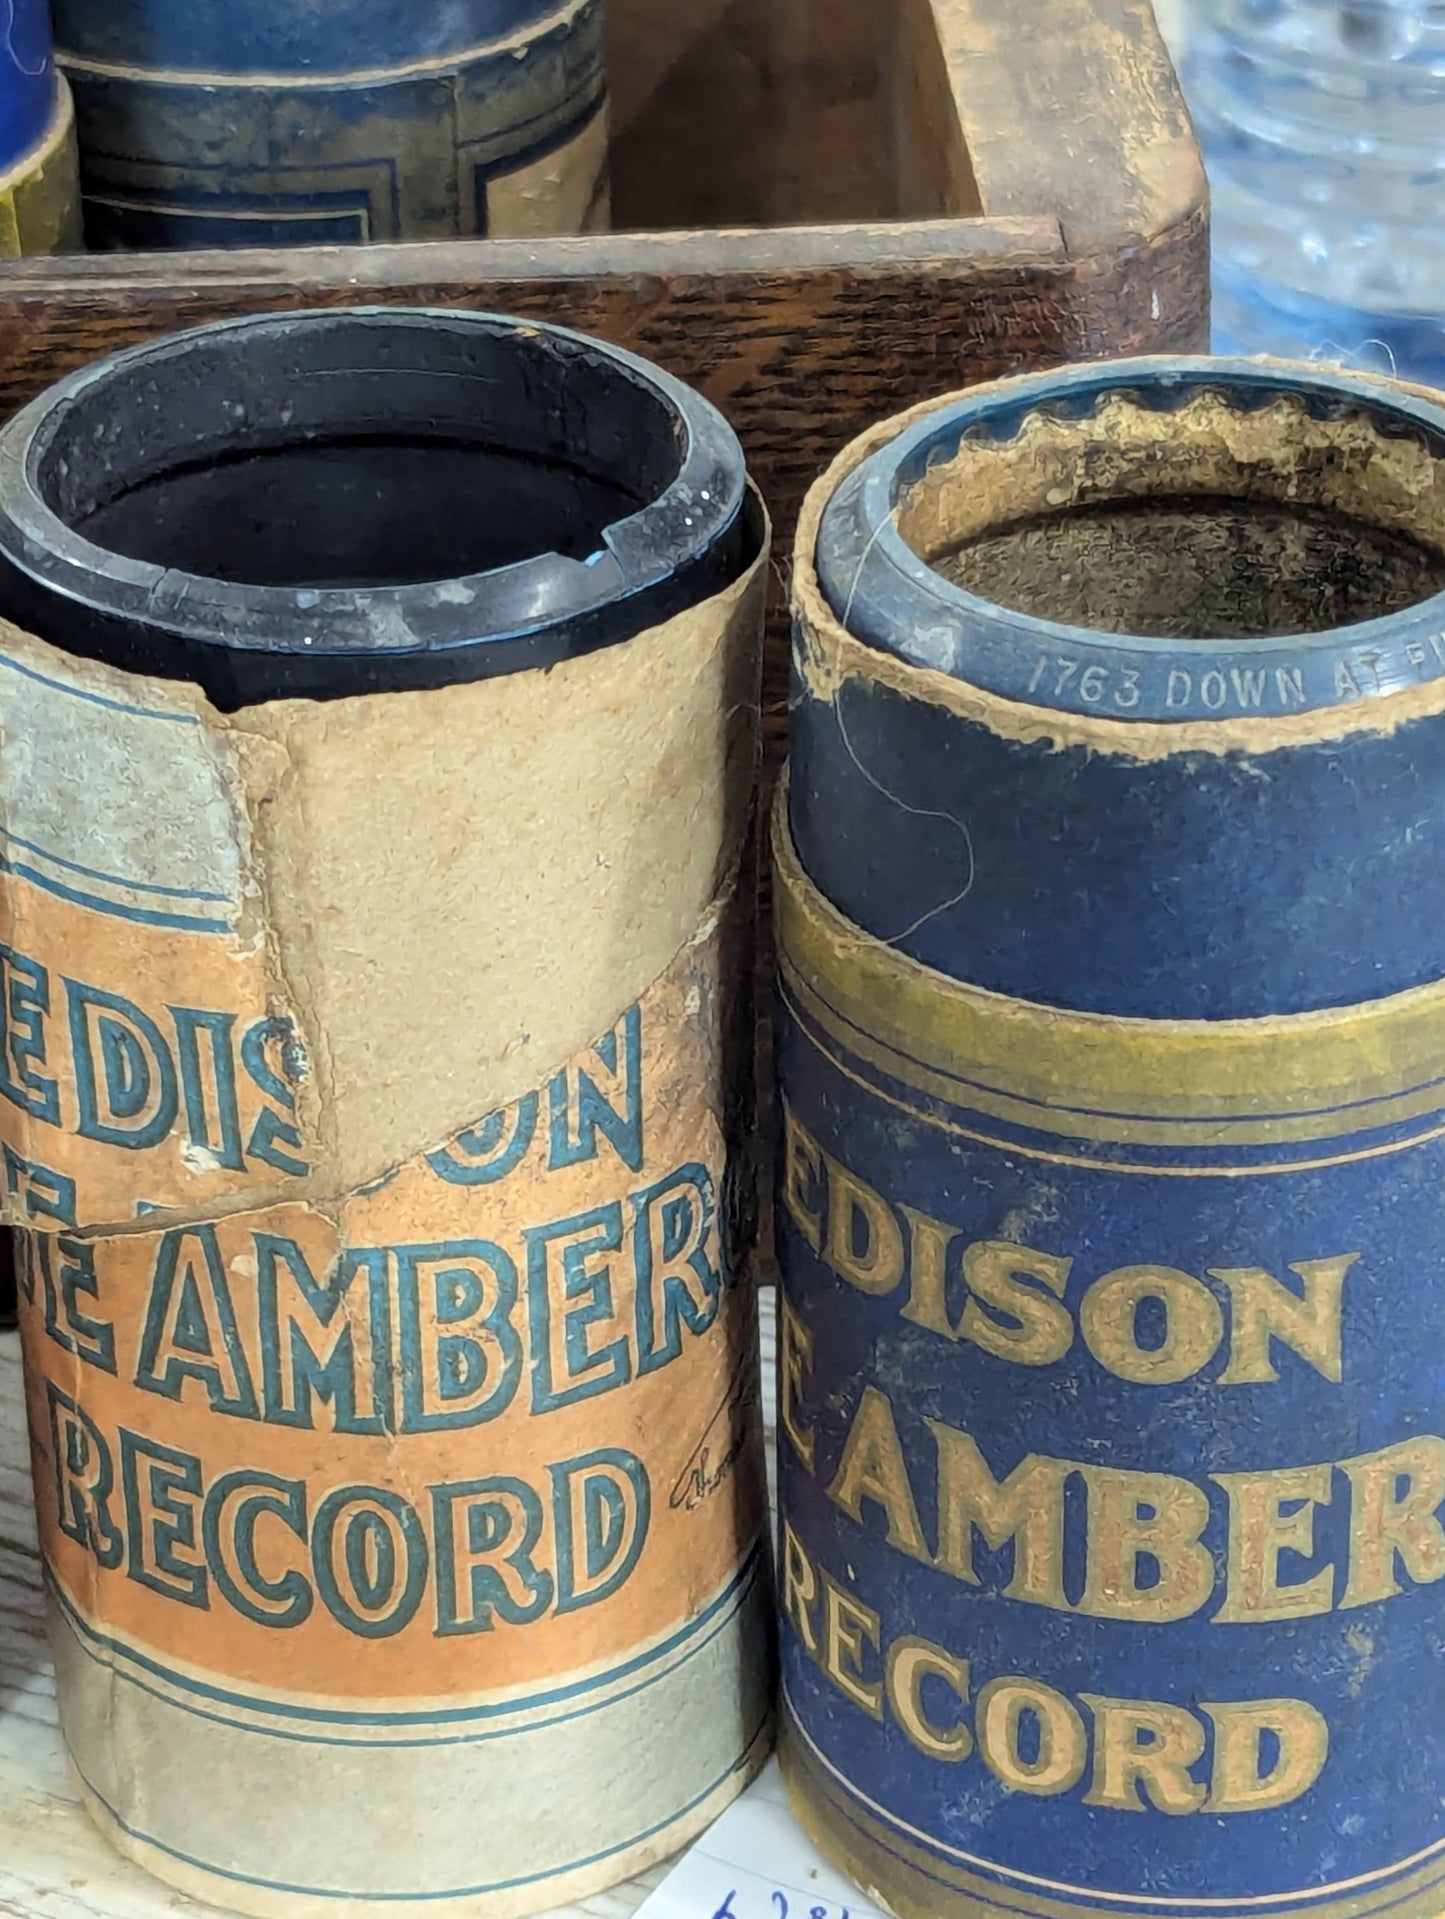 1763 DOWN AT
EDISON
AMBER
RECORD
EDISON
AMBER
RECORD